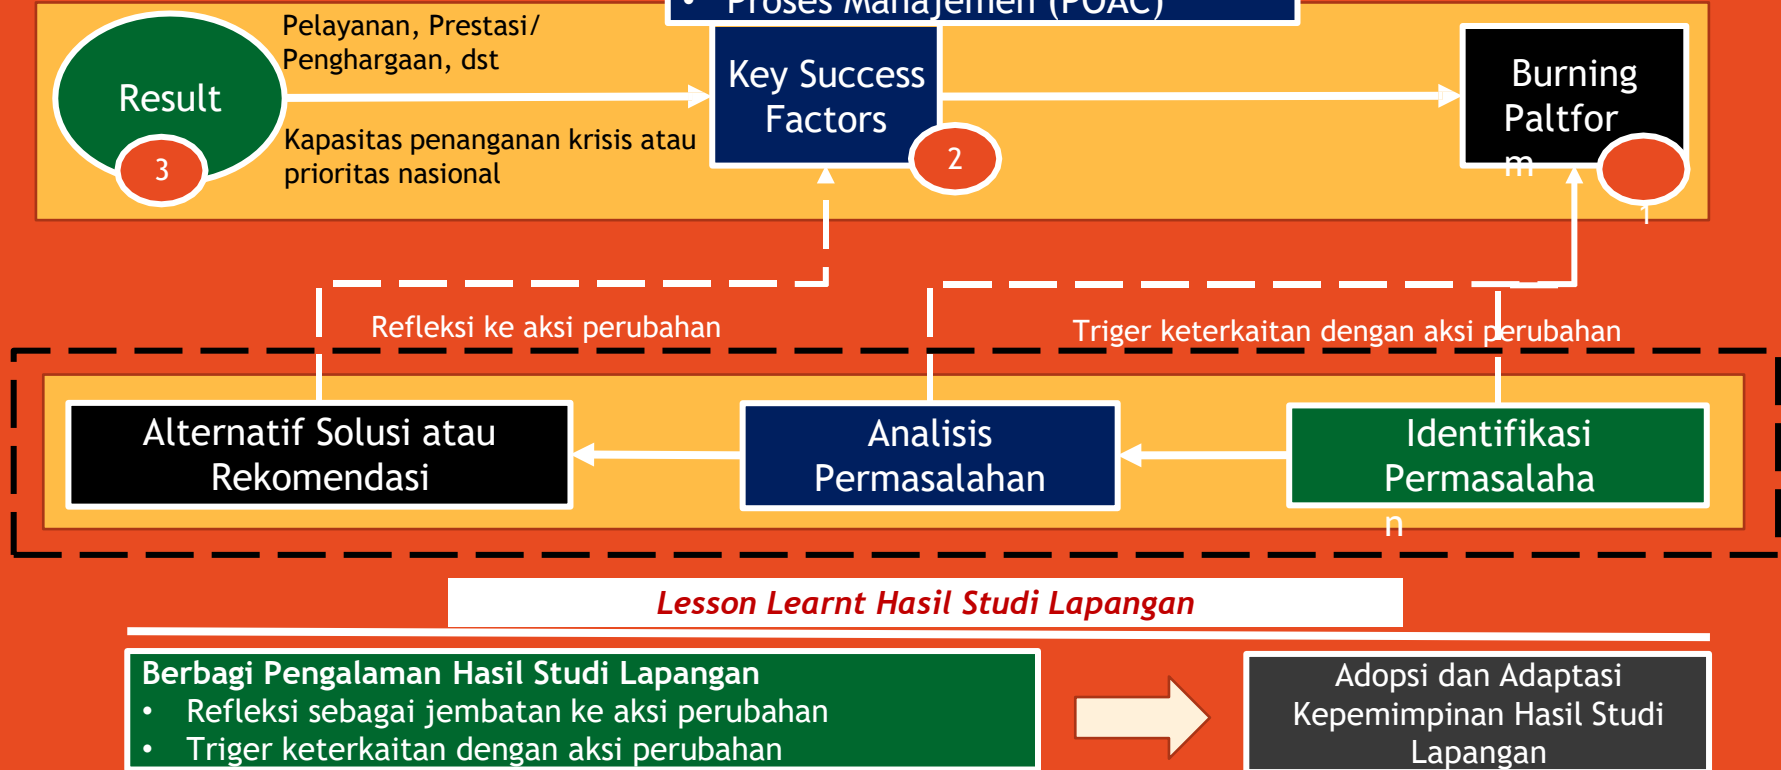 • Proses Manajemen (POAC)
Pelayanan, Prestasi/
Penghargaan, dst
Result
Kapasitas penanganan krisis atau
prioritas nasional
3
Key Success
Factors
2
Burning
Paltfor
m
1
Refleksi ke aksi perubahan
Triger keterkaitan dengan aksi perubahan
Alternatif Solusi atau
Rekomendasi
Analisis
Permasalahan
Identifikasi
Permasalaha
n
Lesson Learnt Hasil Studi Lapangan
Berbagi Pengalaman Hasil Studi Lapangan
• Refleksi sebagai jembatan ke aksi perubahan
• Triger keterkaitan dengan aksi perubahan
Adopsi dan Adaptasi
Kepemimpinan Hasil Studi
Lapangan